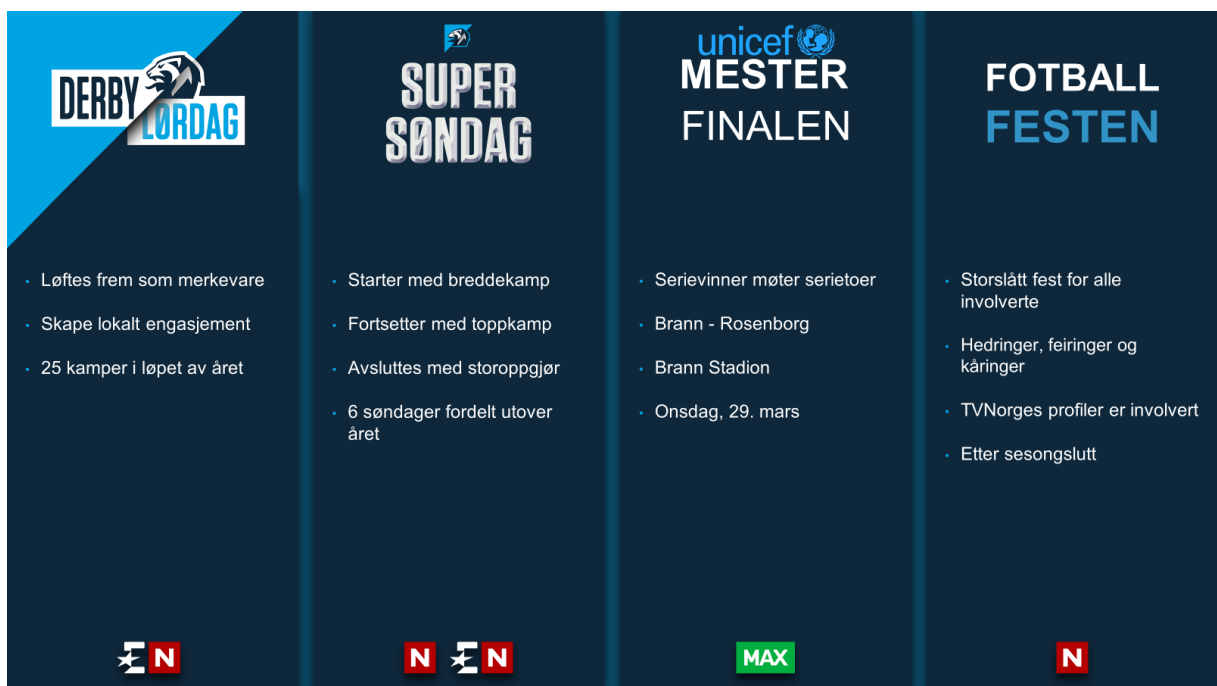 DERBY
LØRDAG
Løftes frem som merkevare
Skape lokalt engasjement
25 kamper i løpet av året
N
SUPER
SØNDAG
Starter med breddekamp
Fortsetter med toppkamp
Avsluttes med storoppgjør
6 søndager fordelt utover
året
N N
unicef
MESTER
FINALEN
Serievinner møter serietoer
Brann - Rosenborg
Brann Stadion
Onsdag, 29. mars
MAX
FOTBALL
FESTEN
Storslått fest for alle
involverte
Hedringer, feiringer og
kåringer
TVNorges profiler er involvert
Etter sesongslutt
N